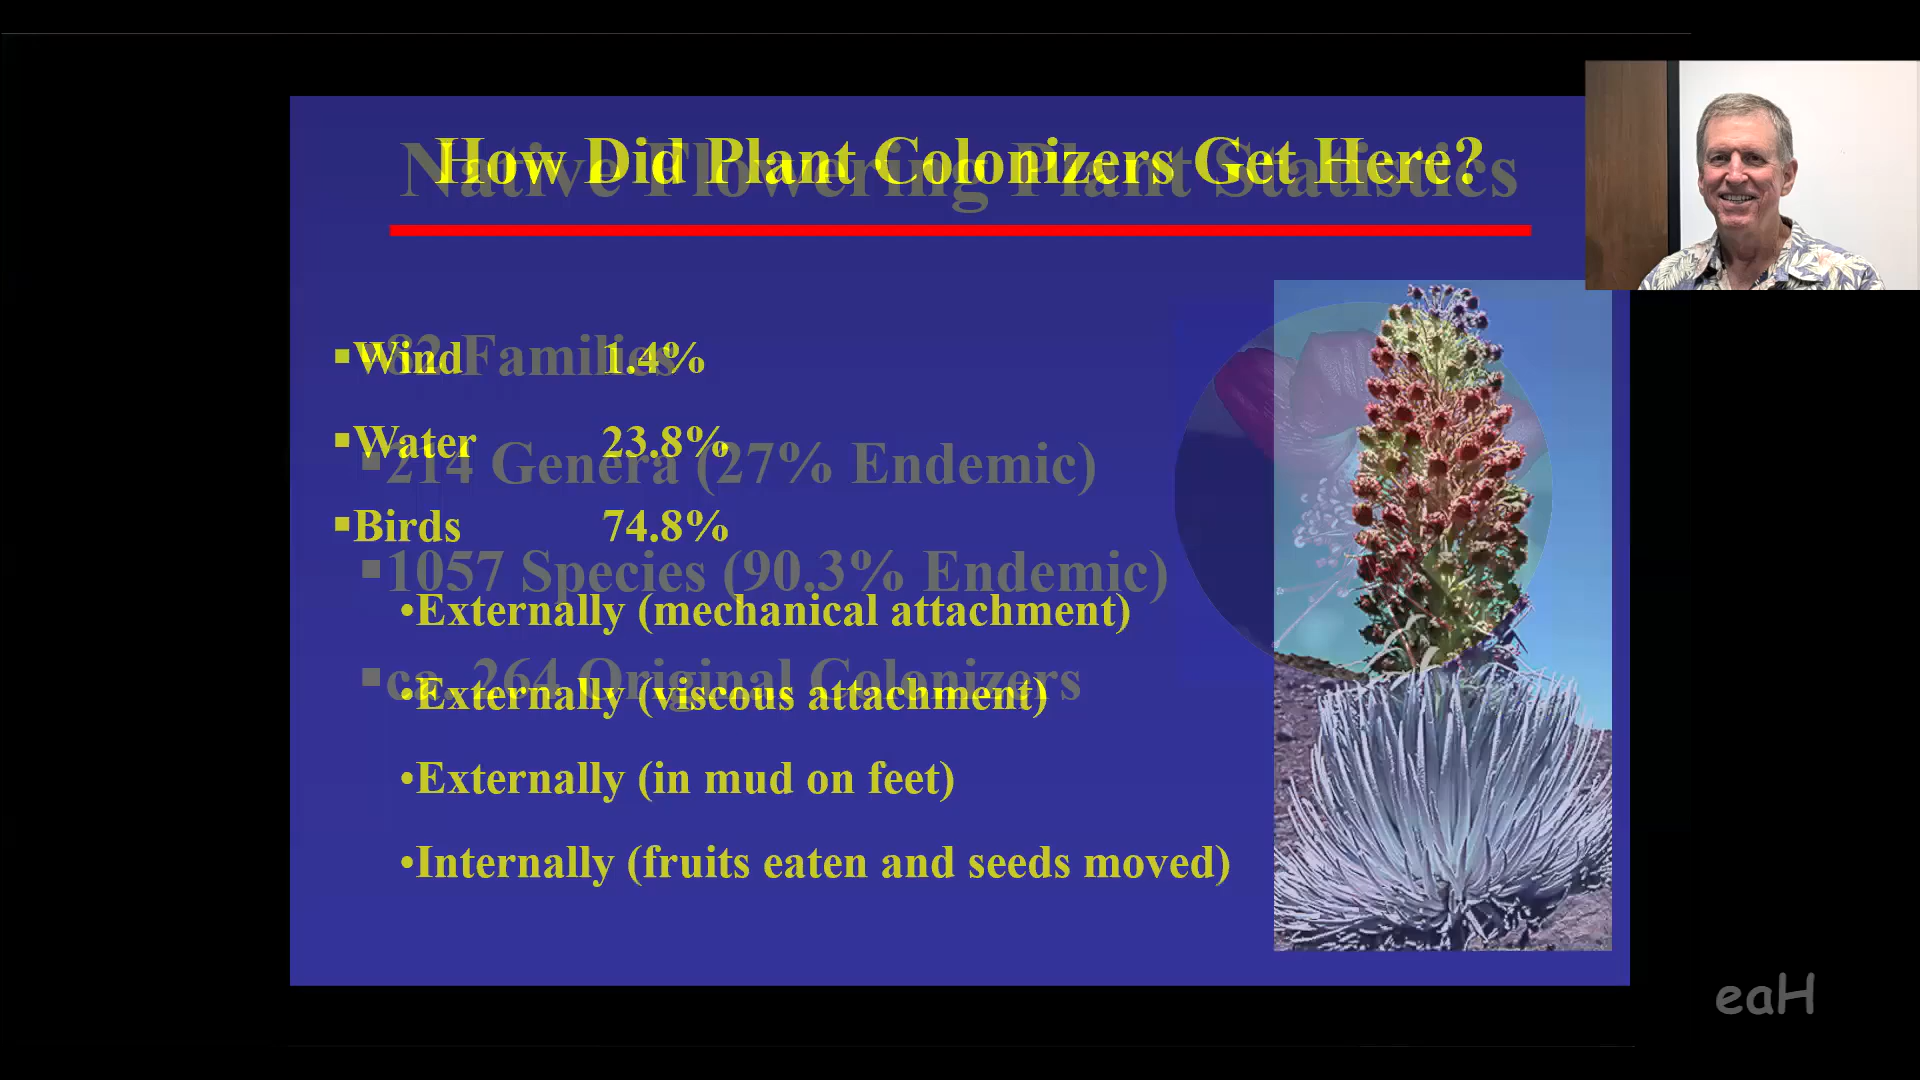 How Did Plant Colonizers Get Here?
Native Flowering Plant Statistics
▪Wind 1.4%
▪82 Families
▪Water 23.8%
▪214 Genera (27% Endemic)
▪Birds 74.8%
▪1057 Species (90.3% Endemic)
•Externally (mechanical attachment)
▪ca. 264 Original Colonizers
•Externally (viscous attachment)
•Externally (in mud on feet)
•Internally (fruits eaten and seeds moved)
eaH